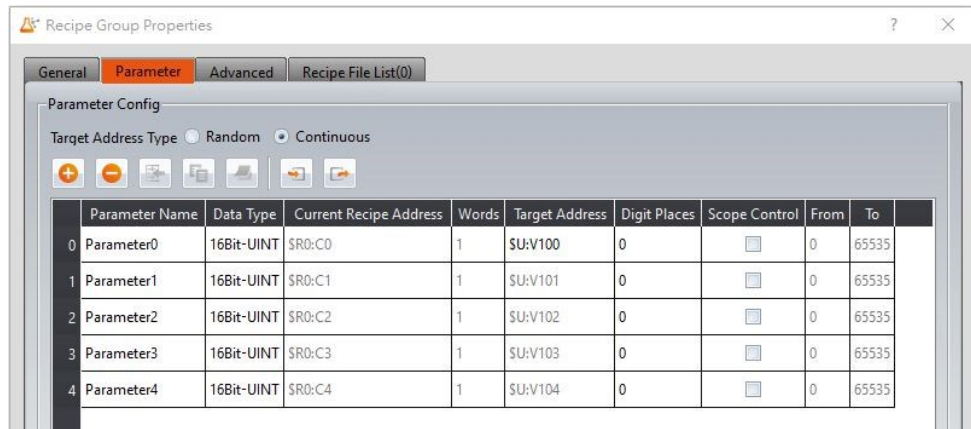 Recipe Group Properties ? ×
General Parameter Advanced Recipe File List(0)
Parameter Config
Target Address Type Random Continuous
Parameter Name Data Type Current Recipe Address Words Target Address Digit Places Scope Control From To
0 Parameter0 16Bit-UINT $R0:C0 1 $U:V100 0 0 65535
1 Parameter1 16Bit-UINT $R0:C1 1 $U:V101 0 0 65535
2 Parameter2 16Bit-UINT $R0:C2 1 $U:V102 0 0 65535
3 Parameter3 16Bit-UINT $R0:C3 1 $U:V103 0 0 65535
4 Parameter4 16Bit-UINT $R0:C4 1 $U:V104 0 0 65535